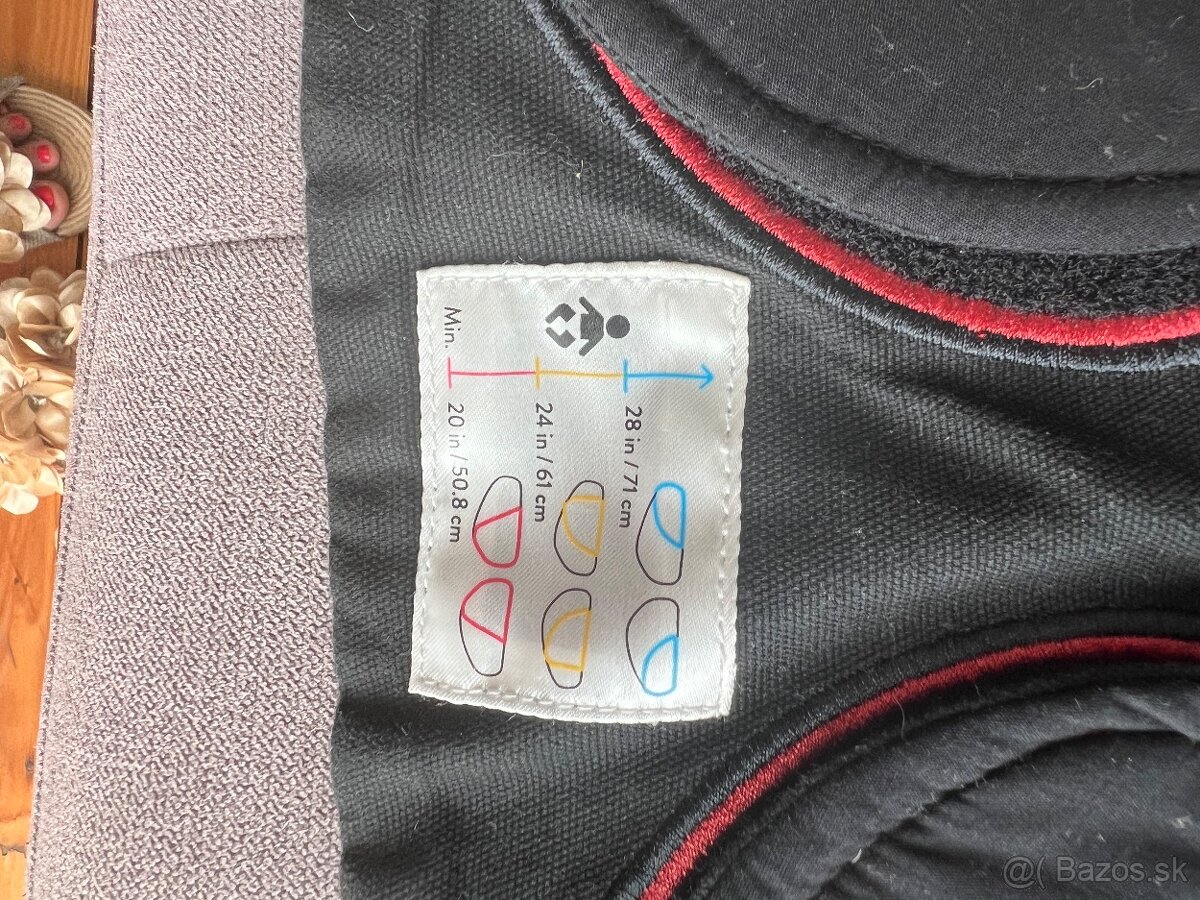 28 in / 71 cm
24 in / 61 cm
Min.
20 in / 50.8 cm
@( Bazos.sk